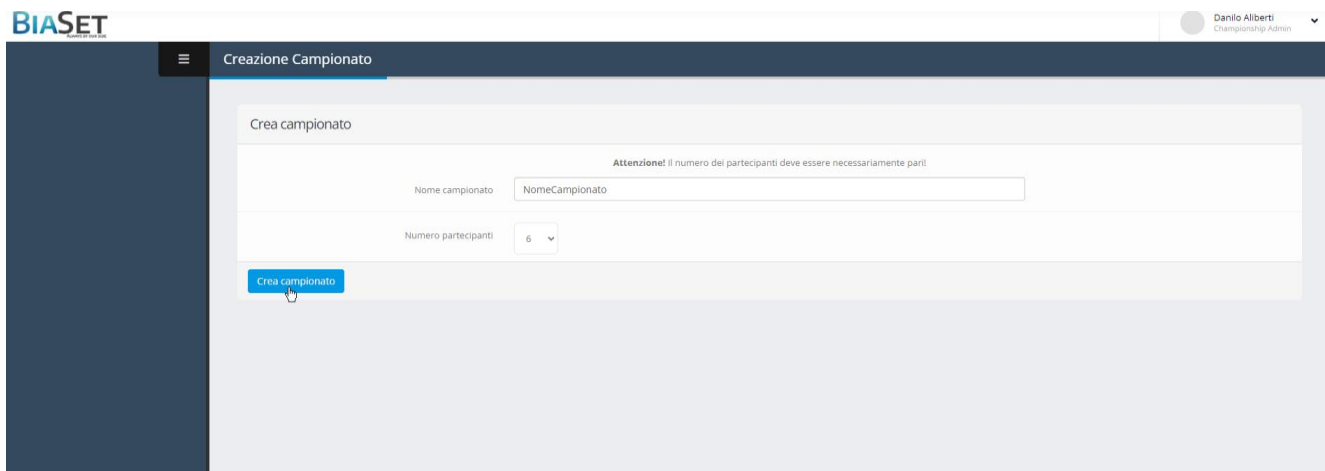 BIASET
Danilo Aliberti
Championship Admin
Creazione Campionato
Crea campionato
Attenzione! Il numero dei partecipanti deve essere necessariamente pari!
Nome campionato NomeCampionato
Numero partecipanti 6
Crea campionato